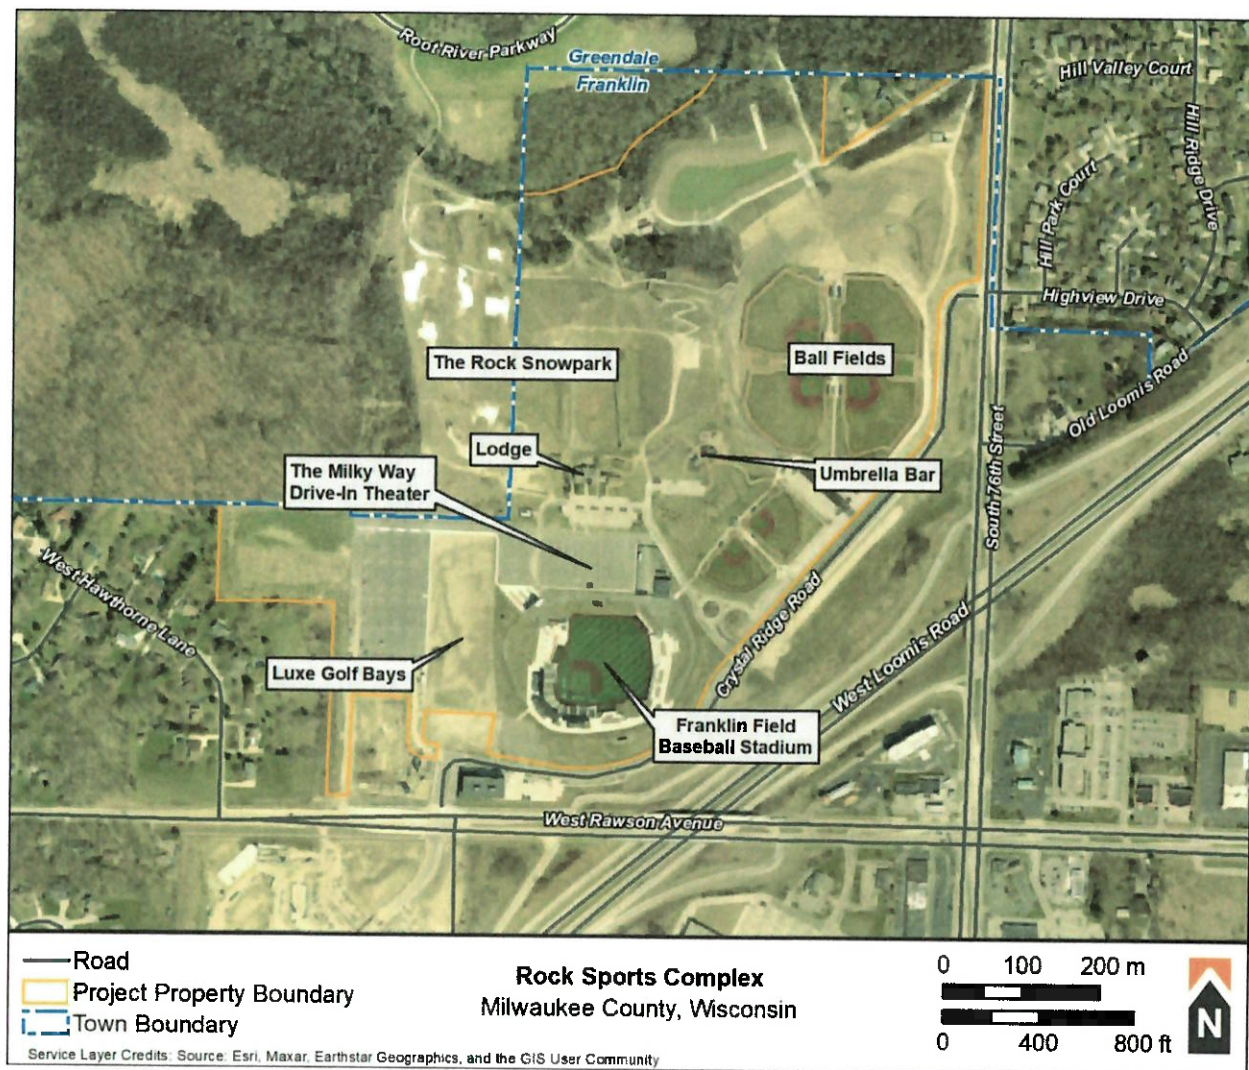 Root River Parkway
Greendale
Franklin
Hill Valley Court
Hill Ridge Drive
Hill Park Court
Highview Drive
The Rock Snowpark
Ball Fields
Old Loomis Road
Lodge
Umbrella Bar
The Milky Way
Drive-In Theater
South 76th Street
West Hawthorne Lane
Crystal Ridge Road
West Loomis Road
Luxe Golf Bays
Franklin Field
Baseball Stadium
West Rawson Avenue
Road
Project Property Boundary
Town Boundary
Rock Sports Complex
Milwaukee County, Wisconsin
0 100 200 m
0 400 800 ft
N
Service Layer Credits: Source: Esri, Maxar, Earthstar Geographics, and the GIS User Community